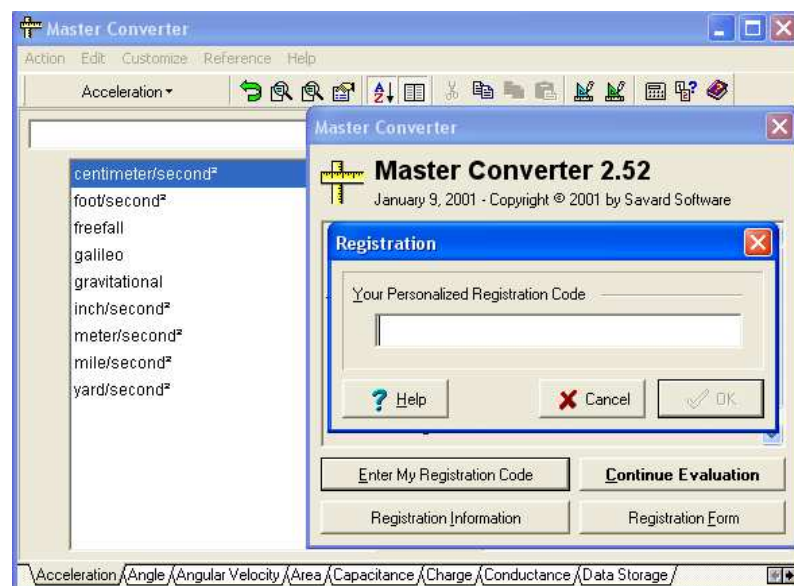 Master Converter
Action Edit Customize Reference Help
Acceleration
centimeter/second²
foot/second²
freefall
galileo
gravitational
inch/second²
meter/second²
mile/second²
yard/second²
Master Converter
Master Converter 2.52
January 9, 2001 - Copyright © 2001 by Savard Software
Registration
Your Personalized Registration Code
? Help
Cancel
OK
Enter My Registration Code
Continue Evaluation
Registration Information
Registration Form
Acceleration Angle Angular Velocity Area Capacitance Charge Conductance Data Storage